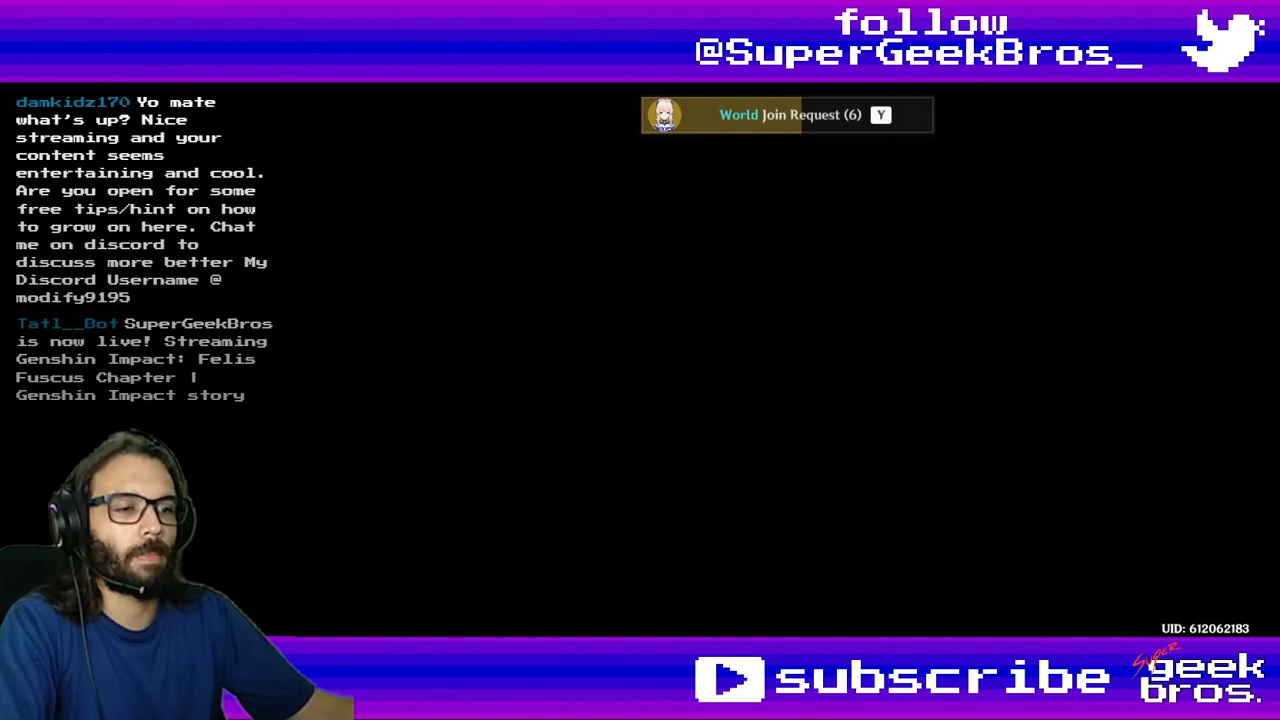 follow
@SuperGeekBros_
damkidz170 Yo mate
what's up? Nice
streaming and your
content seems
entertaining and cool.
Are you open for some
free tips/hint on how
to grow on here. Chat
me on discord to
discuss more better My
Discord Username @
modify9195
Tatl__Bot SuperGeekBros
is now live! Streaming
Genshin Impact: Felis
Fuscus Chapter |
Genshin Impact story
World Join Request (6) Y
UID: 612062183
subscribe
SUPER
geek
bros.